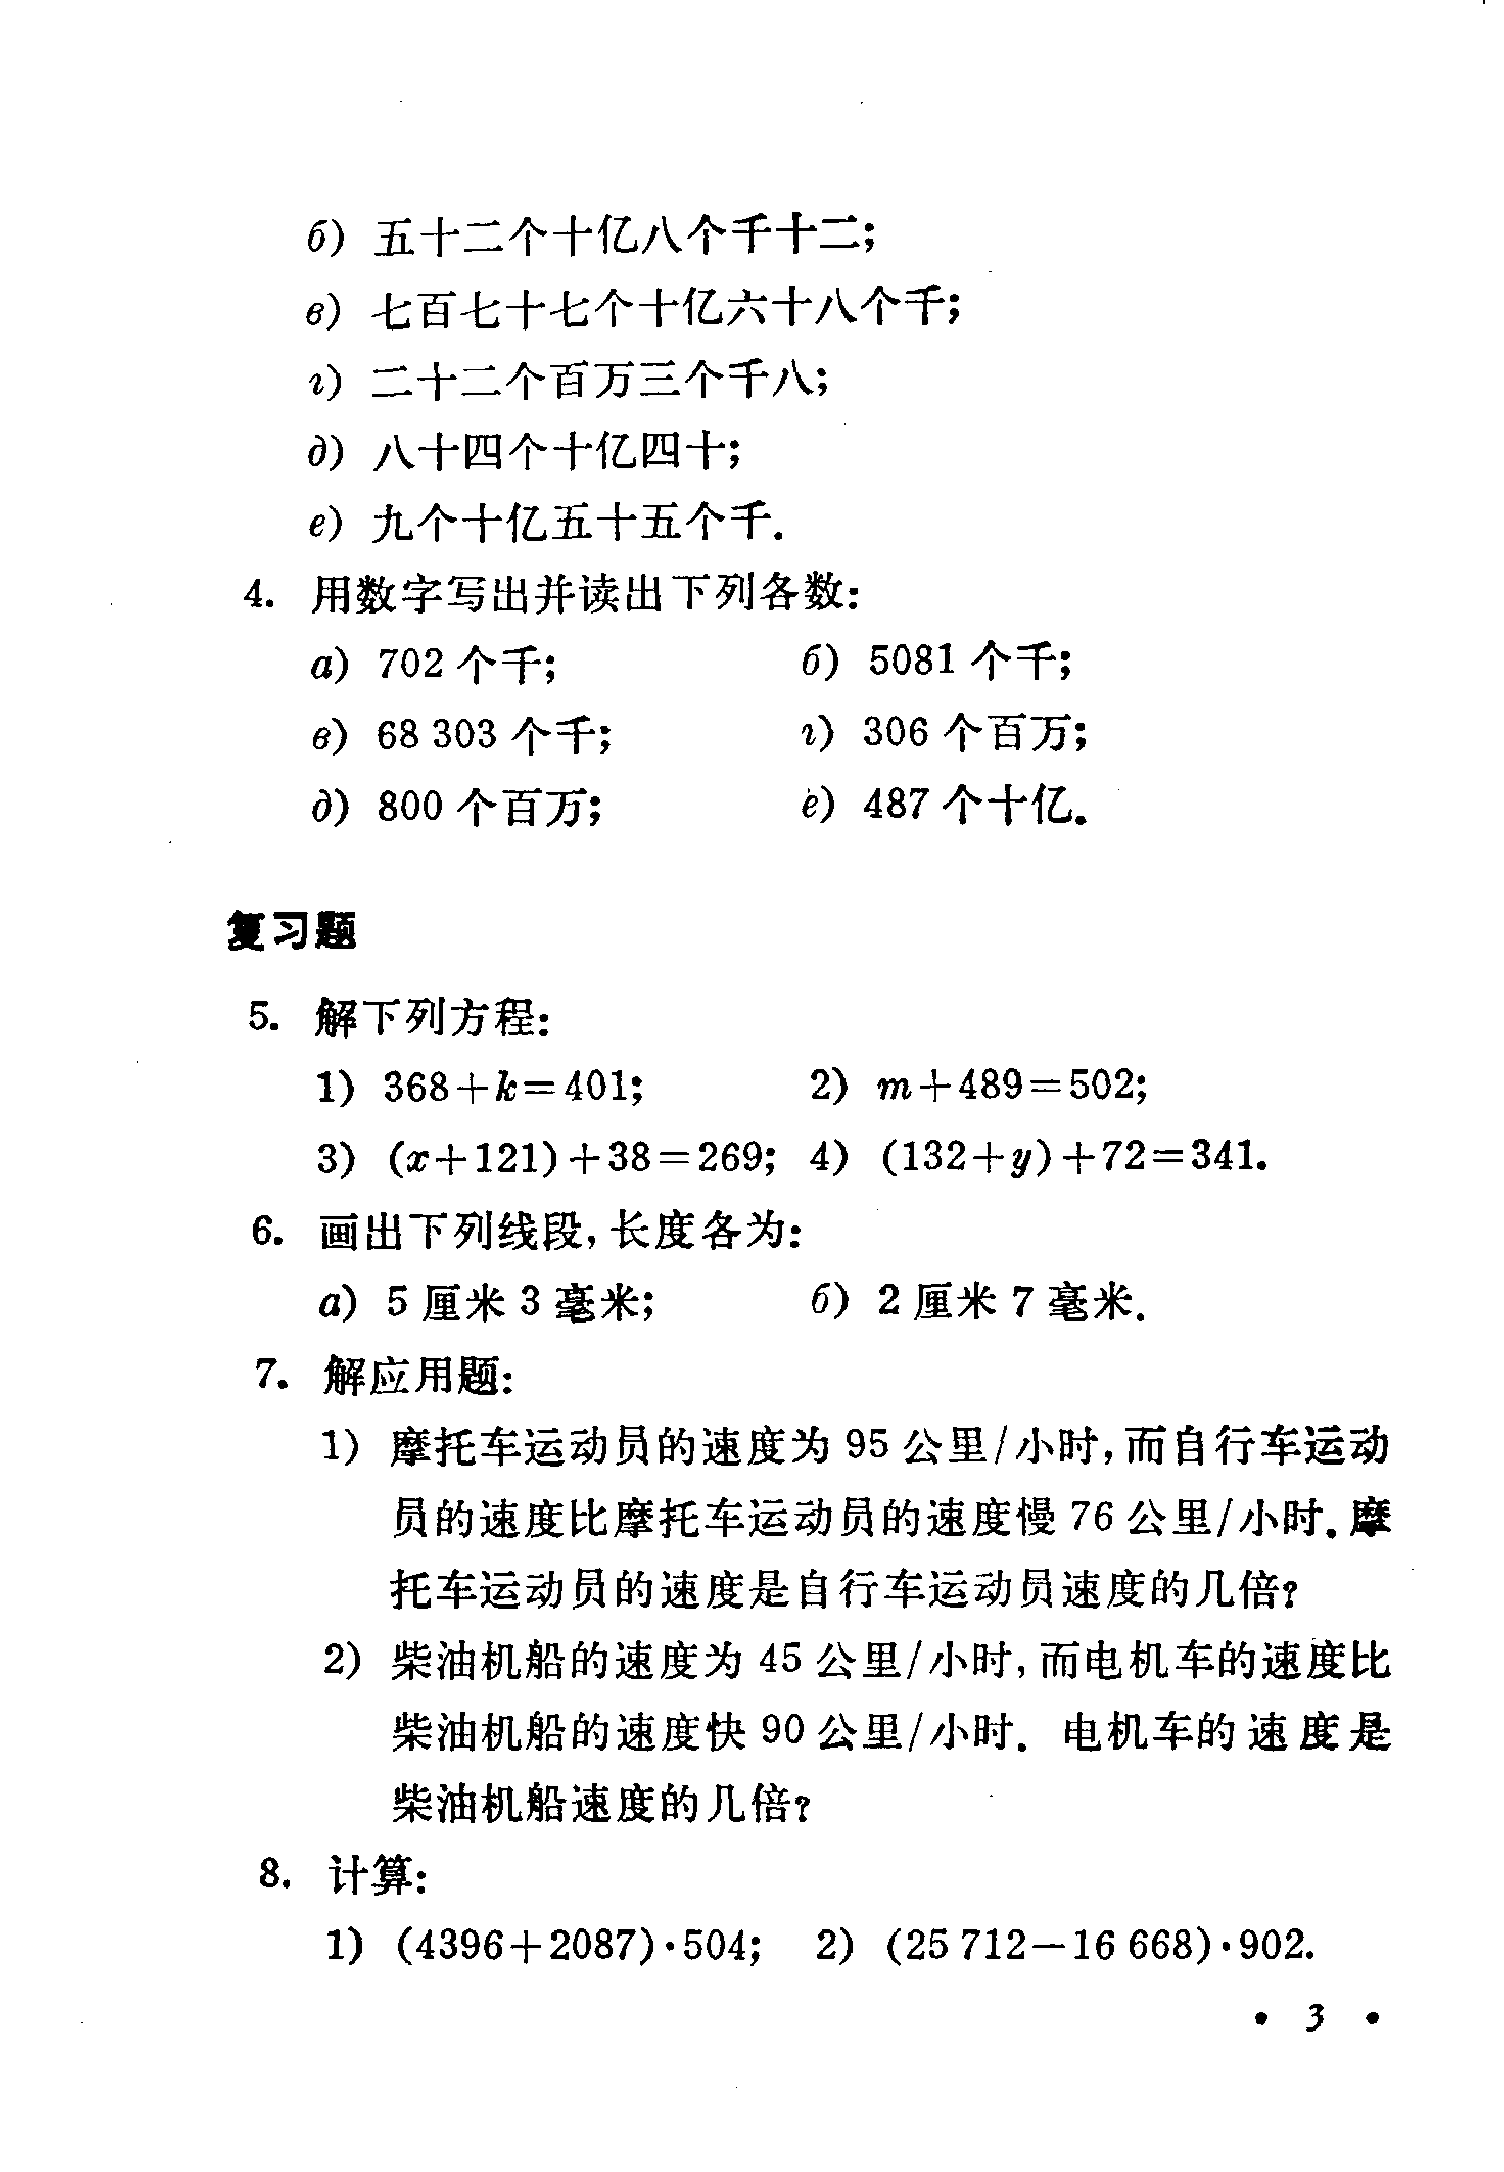 б) 五十二个十亿八个千十二;
в) 七百七十七个十亿六十八个千;
г) 二十二个百万三个千八;
д) 八十四个十亿四十;
е) 九个十亿五十五个千.
4. 用数字写出并读出下列各数:
а) 702 个千; б) 5081 个千;
в) 68 303 个千; г) 306 个百万;
д) 800 个百万; е) 487 个十亿.
复习题
5. 解下列方程:
1) 368+k=401; 2) m+489=502;
3) (x+121)+38=269; 4) (132+y)+72=341.
6. 画出下列线段, 长度各为:
а) 5 厘米 3 毫米; б) 2 厘米 7 毫米.
7. 解应用题:
1) 摩托车运动员的速度为 95 公里/小时, 而自行车运动
员的速度比摩托车运动员的速度慢 76 公里/小时. 摩
托车运动员的速度是自行车运动员速度的几倍?
2) 柴油机船的速度为 45 公里/小时, 而电机车的速度比
柴油机船的速度快 90 公里/小时. 电机车的速度是
柴油机船速度的几倍?
8. 计算:
1) (4396+2087)·504; 2) (25 712－16 668)·902.
• 3 •